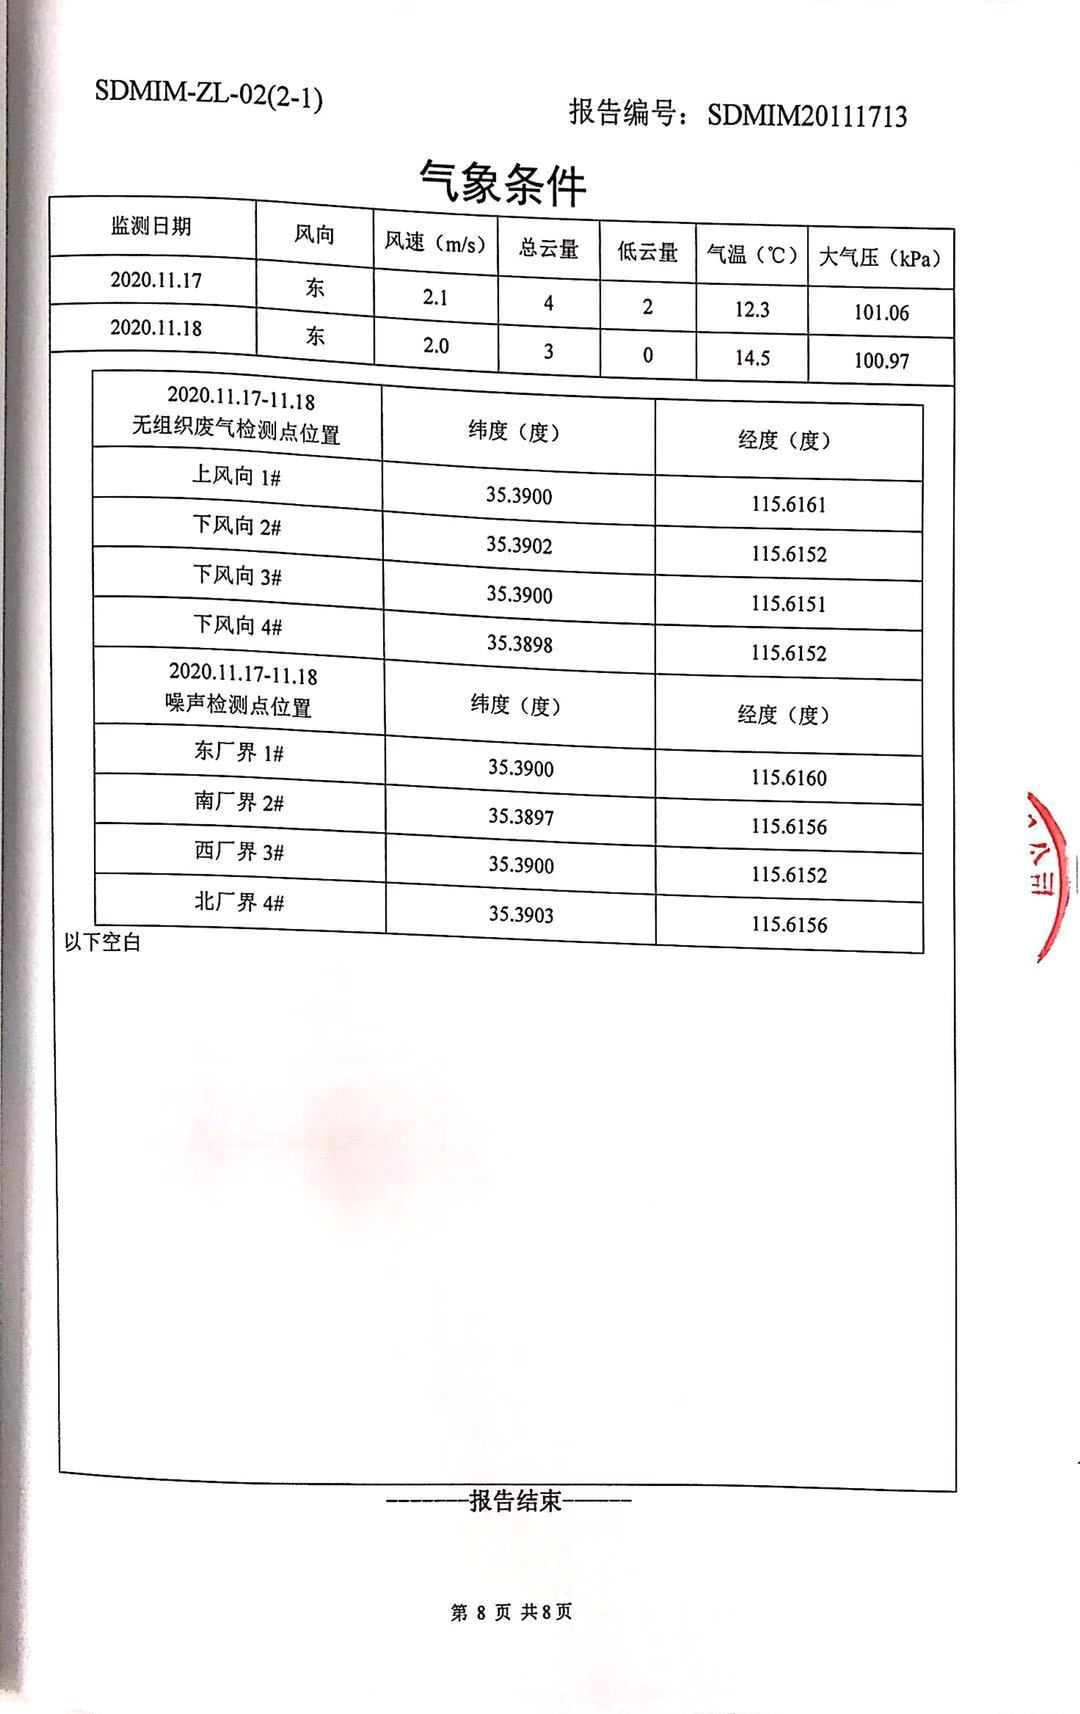 SDMIM-ZL-02(2-1)
报告编号：SDMIM20111713
气象条件
监测日期 风向 风速（m/s） 总云量 低云量 气温（℃） 大气压（kPa）
2020.11.17 东 2.1 4 2 12.3 101.06
2020.11.18 东 2.0 3 0 14.5 100.97
2020.11.17-11.18
无组织废气检测点位置 纬度（度） 经度（度）
上风向 1# 35.3900 115.6161
下风向 2# 35.3902 115.6152
下风向 3# 35.3900 115.6151
下风向 4# 35.3898 115.6152
2020.11.17-11.18
噪声检测点位置 纬度（度） 经度（度）
东厂界 1# 35.3900 115.6160
南厂界 2# 35.3897 115.6156
西厂界 3# 35.3900 115.6152
北厂界 4# 35.3903 115.6156
以下空白
-------报告结束------
第 8 页 共8页
公司